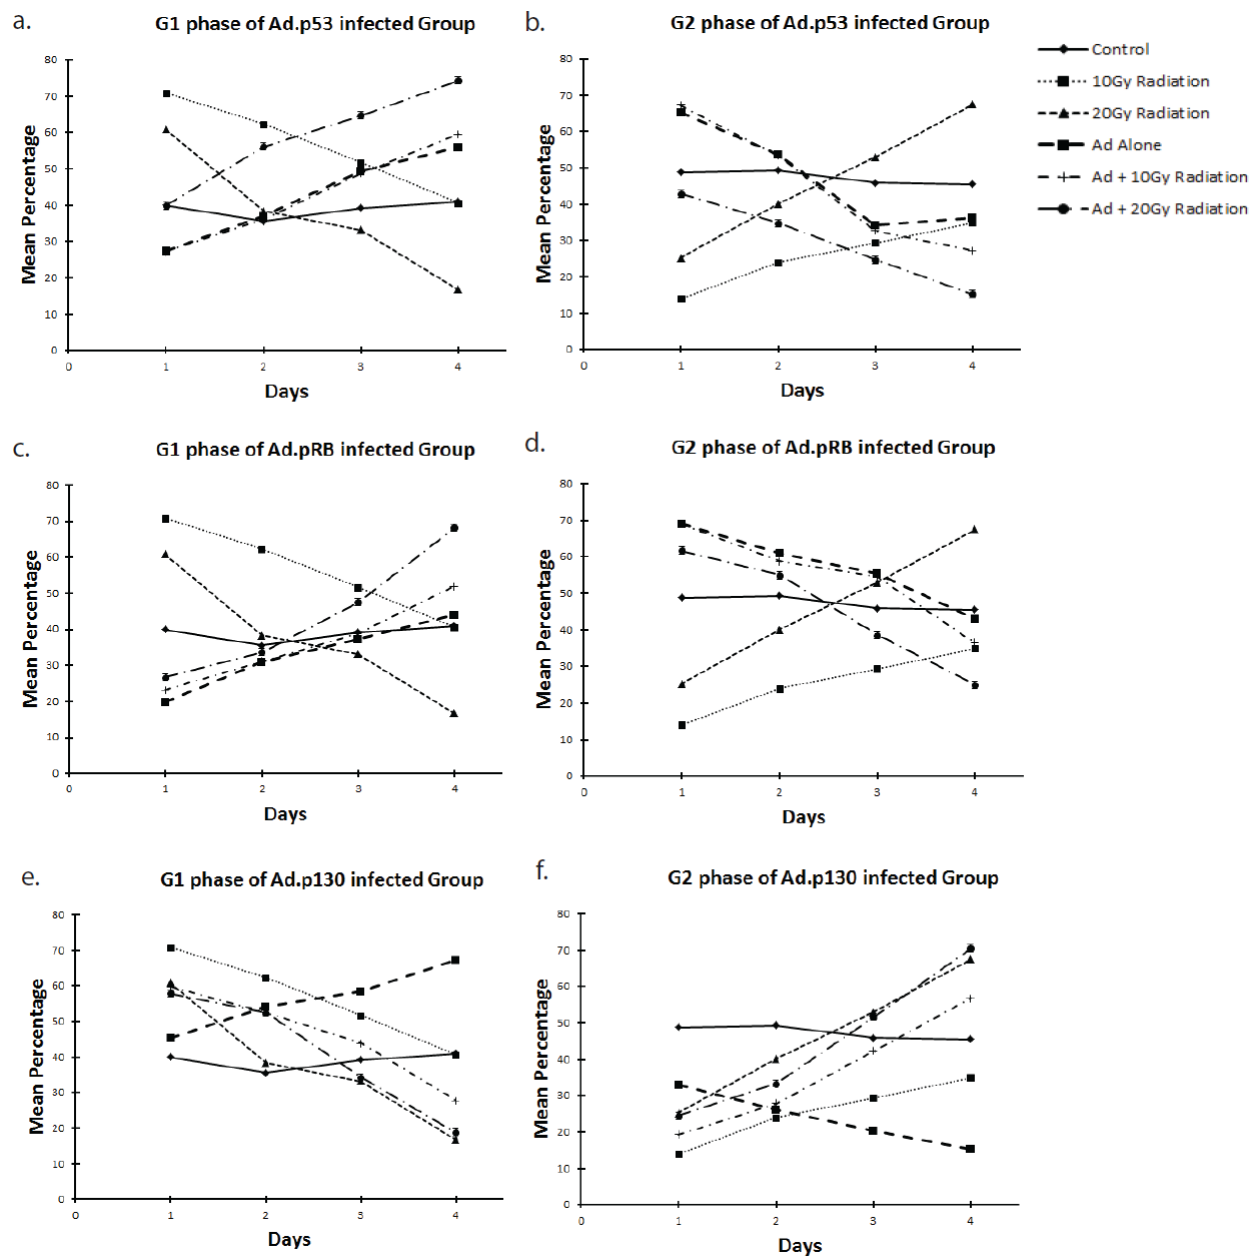 a.
G1 phase of Ad.p53 infected Group
Mean Percentage
80
70
60
50
40
30
20
10
0
0 1 2 3 4
Days
b.
G2 phase of Ad.p53 infected Group
Mean Percentage
80
70
60
50
40
30
20
10
0
0 1 2 3 4
Days
Control
10Gy Radiation
20Gy Radiation
Ad Alone
Ad + 10Gy Radiation
Ad + 20Gy Radiation
c.
G1 phase of Ad.pRB infected Group
Mean Percentage
80
70
60
50
40
30
20
10
0
0 1 2 3 4
Days
d.
G2 phase of Ad.pRB infected Group
Mean Percentage
80
70
60
50
40
30
20
10
0
0 1 2 3 4
Days
e.
G1 phase of Ad.p130 infected Group
Mean Percentage
80
70
60
50
40
30
20
10
0
0 1 2 3 4
Days
f.
G2 phase of Ad.p130 infected Group
Mean Percentage
80
70
60
50
40
30
20
10
0
0 1 2 3 4
Days